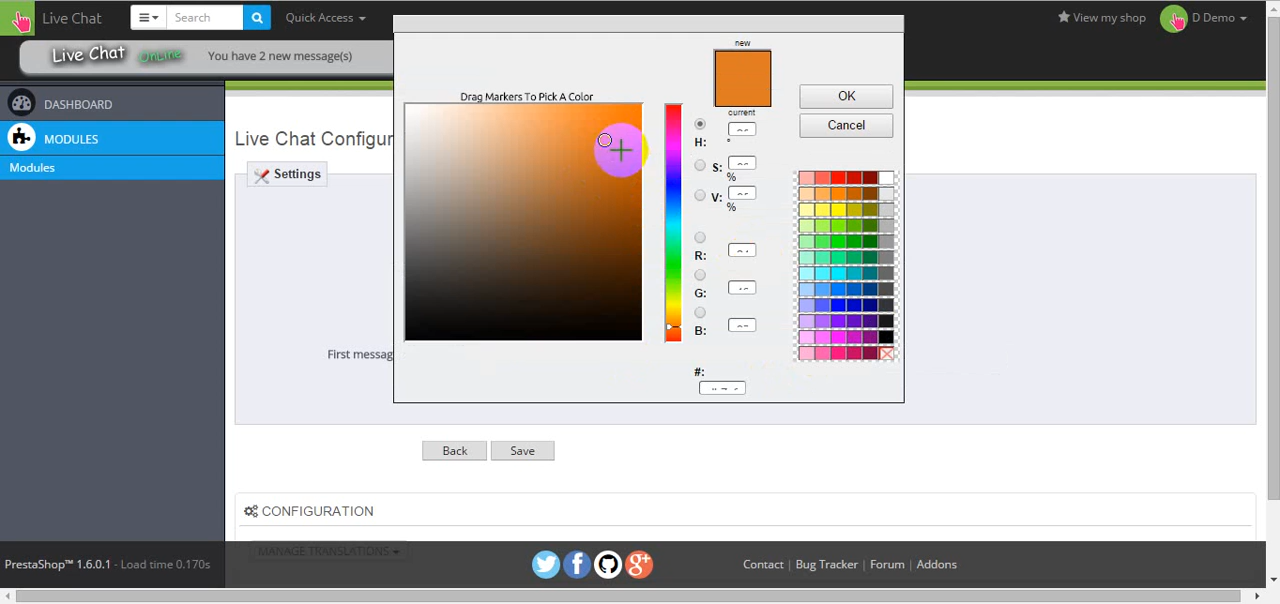 Live Chat
Search
Quick Access
View my shop
D Demo
Live Chat OnLine
You have 2 new message(s)
new
DASHBOARD
MODULES
Modules
Drag Markers To Pick A Color
current
OK
Cancel
H:
°
S:
%
V:
%
R:
G:
B:
#:
Live Chat Configur
Settings
First messag
Back
Save
CONFIGURATION
MANAGE TRANSLATIONS
PrestaShop™ 1.6.0.1 - Load time 0.170s
Contact | Bug Tracker | Forum | Addons